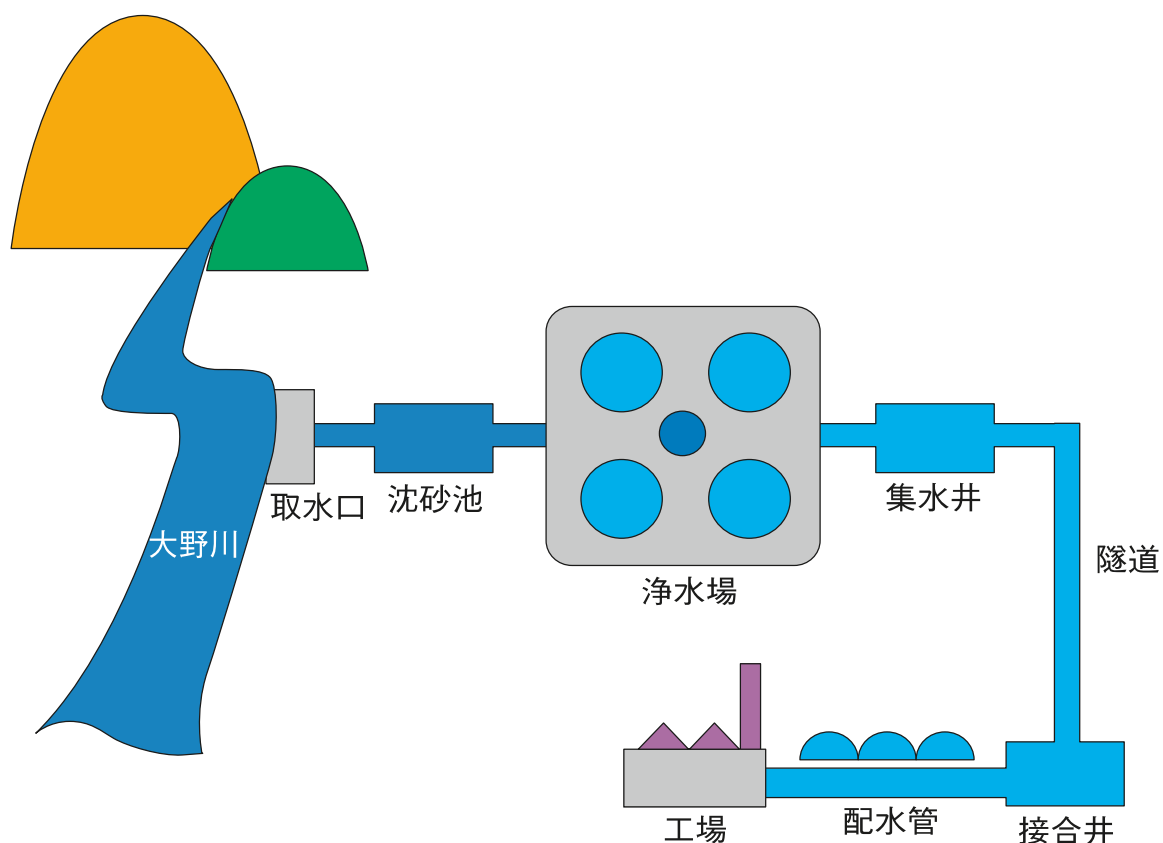 取水口
沈砂池
集水井
大野川
隧道
浄水場
工場
配水管
接合井